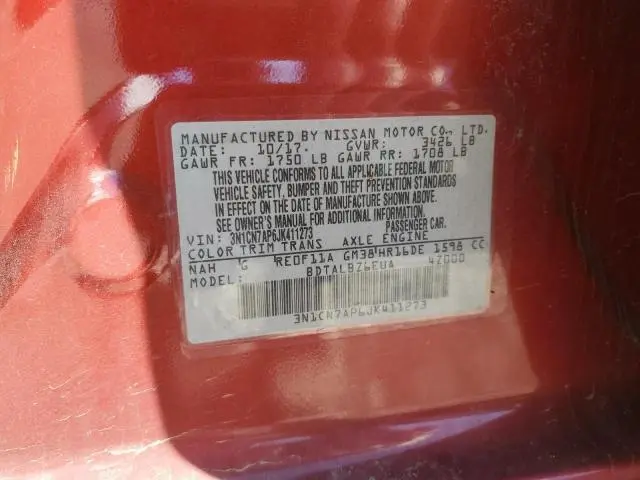 MANUFACTURED BY NISSAN MOTOR CO., LTD.
DATE: 10/17. GVWR: 3426 LB
GAWR FR: 1750 LB GAWR RR: 1708 LB
THIS VEHICLE CONFORMS TO ALL APPLICABLE FEDERAL MOTOR
VEHICLE SAFETY, BUMPER AND THEFT PREVENTION STANDARDS
IN EFFECT ON THE DATE OF MANUFACTURE SHOWN ABOVE.
SEE OWNER'S MANUAL FOR ADDITIONAL INFORMATION.
VIN: 3N1CN7AP6JK411273 PASSENGER CAR.
COLOR TRIM TRANS AXLE ENGINE
NAH G RE0F11A GM38 HR16DE 1598 CC
MODEL: BDTALBZ6EUA 42000
3N1CN7AP6JK411273